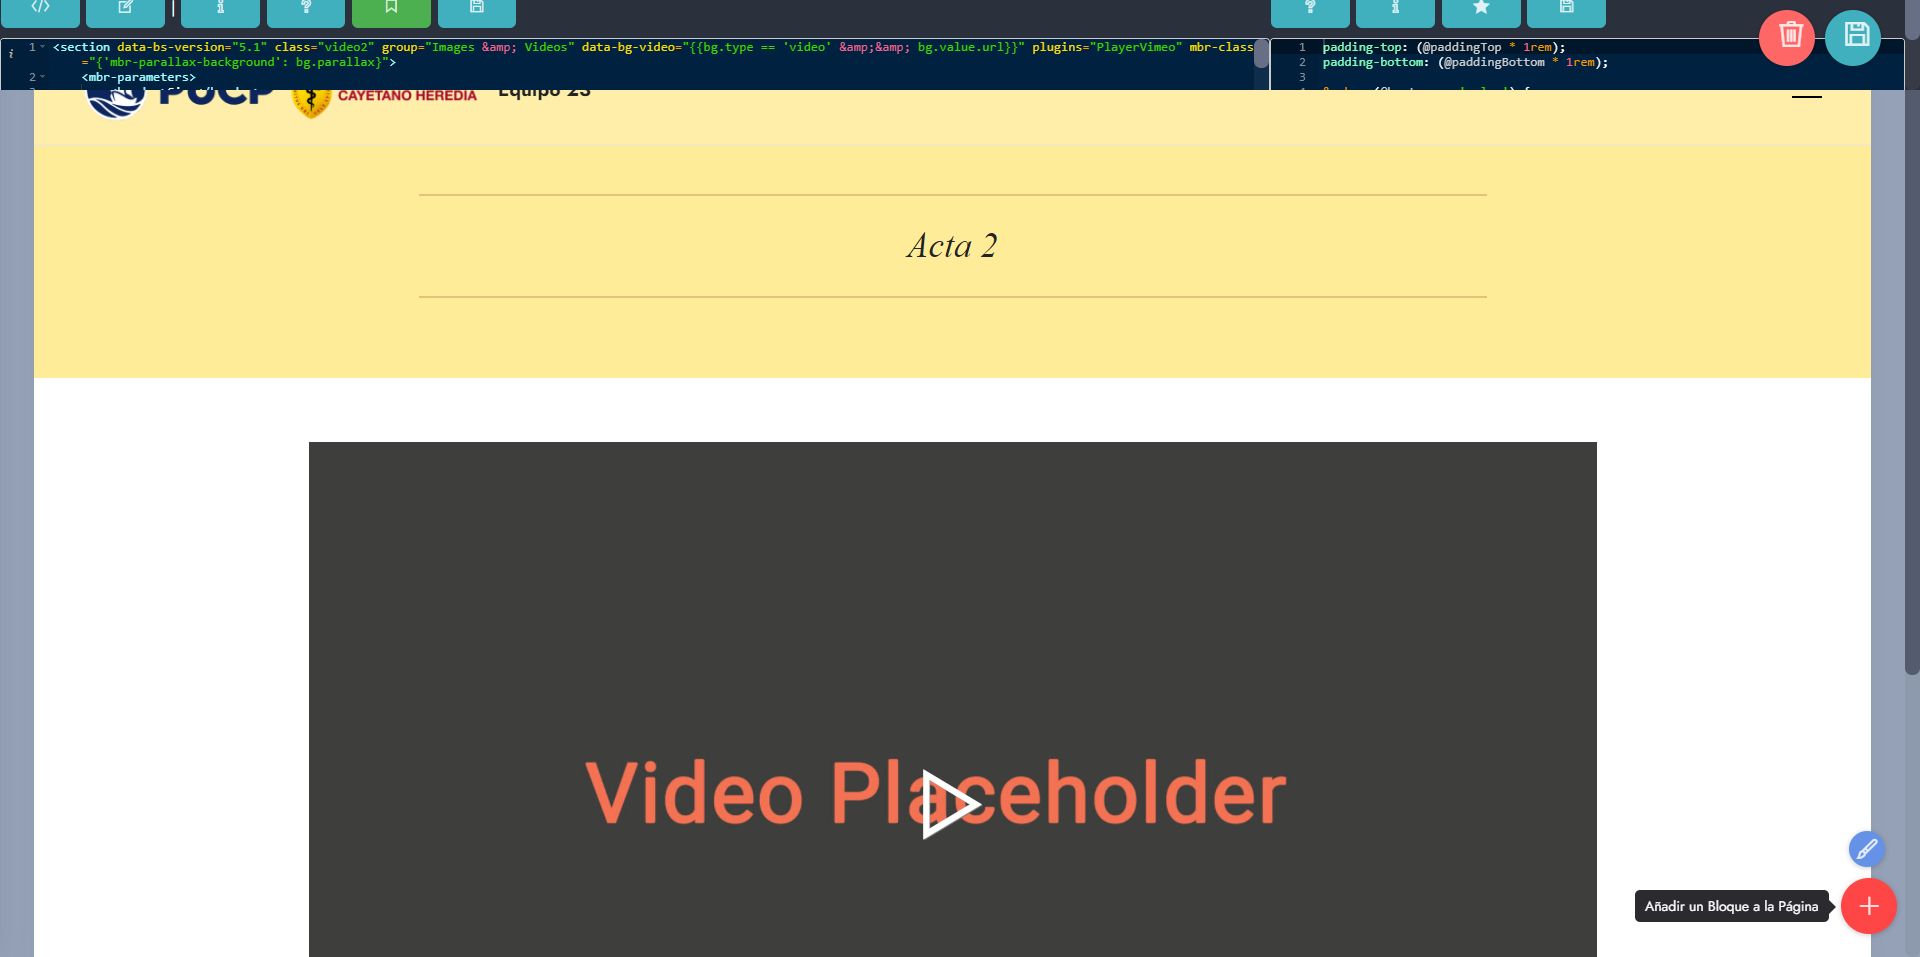 1 <section data-bs-version="5.1" class="video2" group="Images &amp; Videos" data-bg-video="{{bg.type == 'video' &amp;&amp; bg.value.url}}" plugins="PlayerVimeo" mbr-class
="{'mbr-parallax-background': bg.parallax}">
2 <mbr-parameters>
1 padding-top: (@paddingTop * 1rem);
2 padding-bottom: (@paddingBottom * 1rem);
3
PUCP
CAYETANO HEREDIA
Equipo 23
Acta 2
Video Placeholder
Añadir un Bloque a la Página